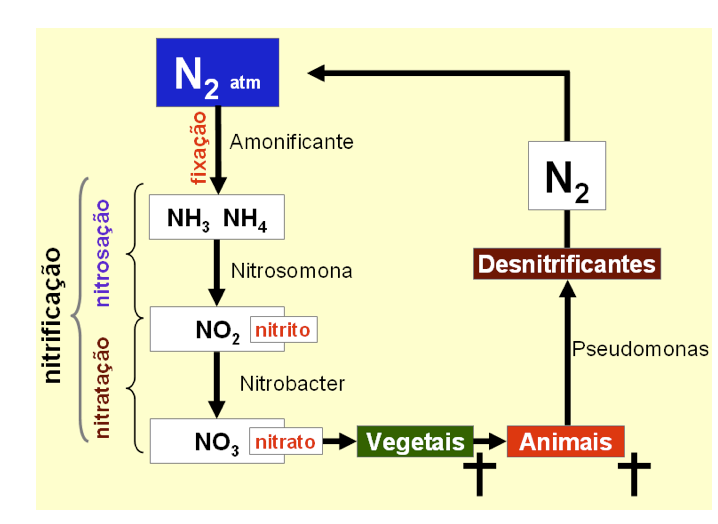 N2 atm
fixação
Amonificante
NH3 NH4
nitrificação
nitrosação
Nitrosomona
NO2 nitrito
nitratação
Nitrobacter
NO3 nitrato
Vegetais
Animais
Pseudomonas
Desnitrificantes
N2